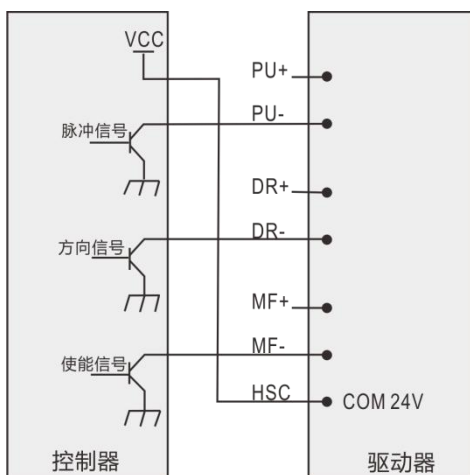 VCC
PU+
脉冲信号
PU-
DR+
方向信号
DR-
MF+
使能信号
MF-
HSC
COM 24V
控制器
驱动器